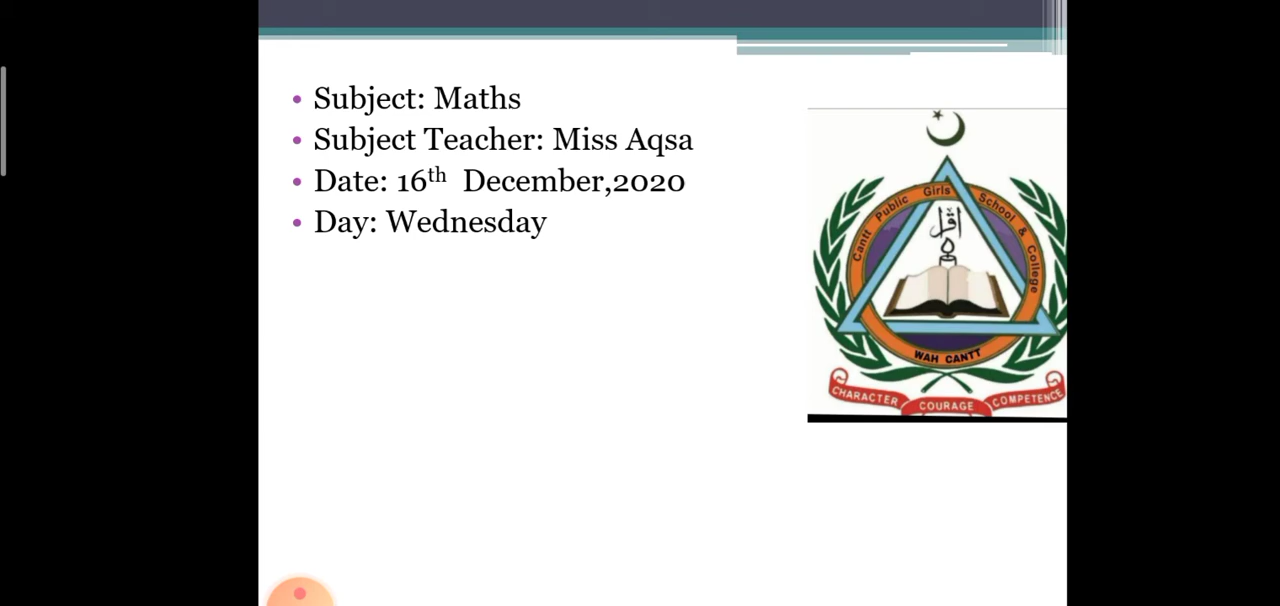 Subject: Maths
Subject Teacher: Miss Aqsa
Date: 16th December,2020
Day: Wednesday
Cantt Public Girls School & College
اقرا
WAH CANTT
CHARACTER COURAGE COMPETENCE